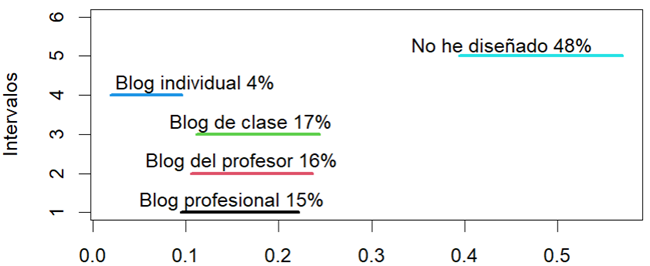 6
No he diseñado 48%
5
Blog individual 4%
4
Blog de clase 17%
3
Blog del profesor 16%
2
Blog profesional 15%
1
Intervalos
0.0 0.1 0.2 0.3 0.4 0.5